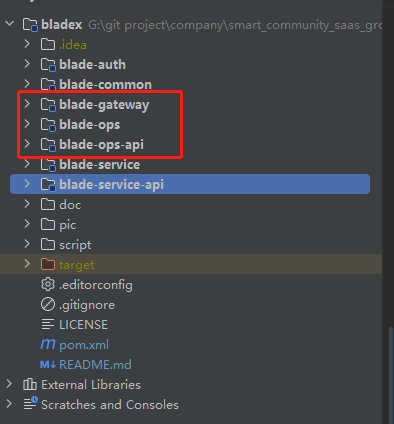 bladex G:\git project\company\smart_community_saas_gro
.idea
blade-auth
blade-common
blade-gateway
blade-ops
blade-ops-api
blade-service
blade-service-api
doc
pic
script
target
.editorconfig
.gitignore
LICENSE
m pom.xml
M↓ README.md
External Libraries
Scratches and Consoles